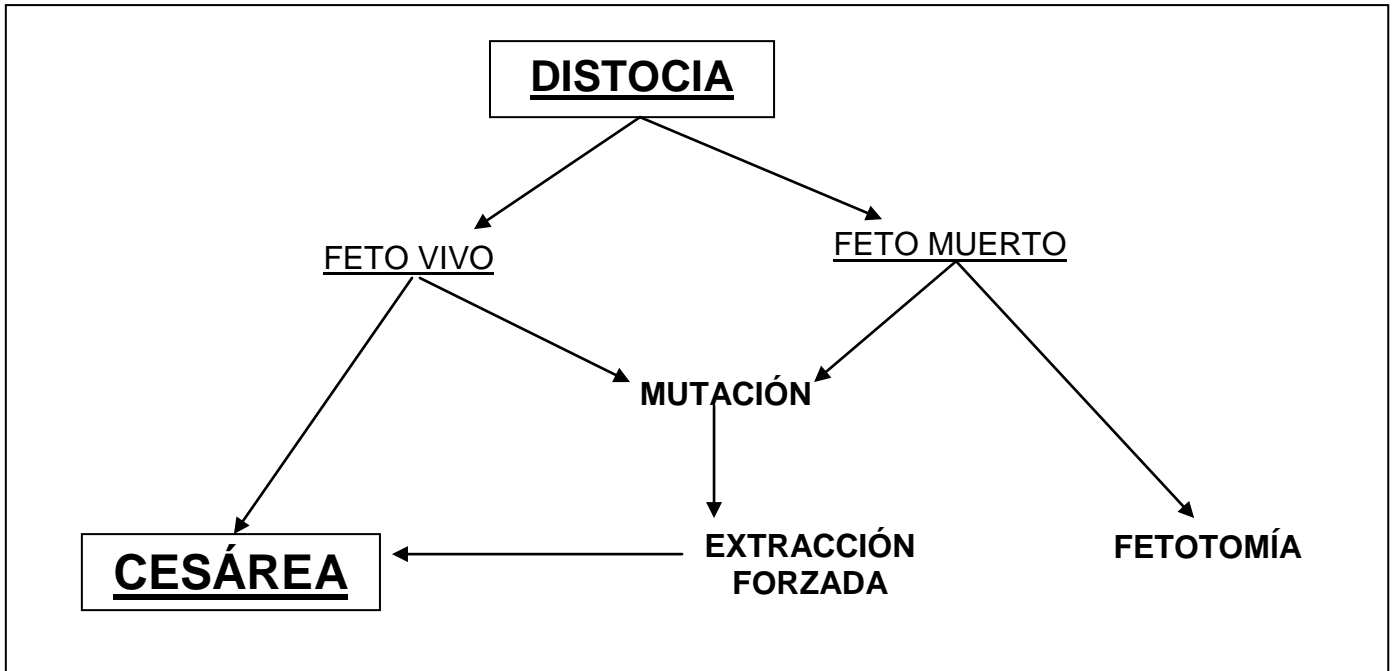 DISTOCIA
FETO VIVO
FETO MUERTO
MUTACIÓN
CESÁREA
EXTRACCIÓN
FORZADA
FETOTOMÍA